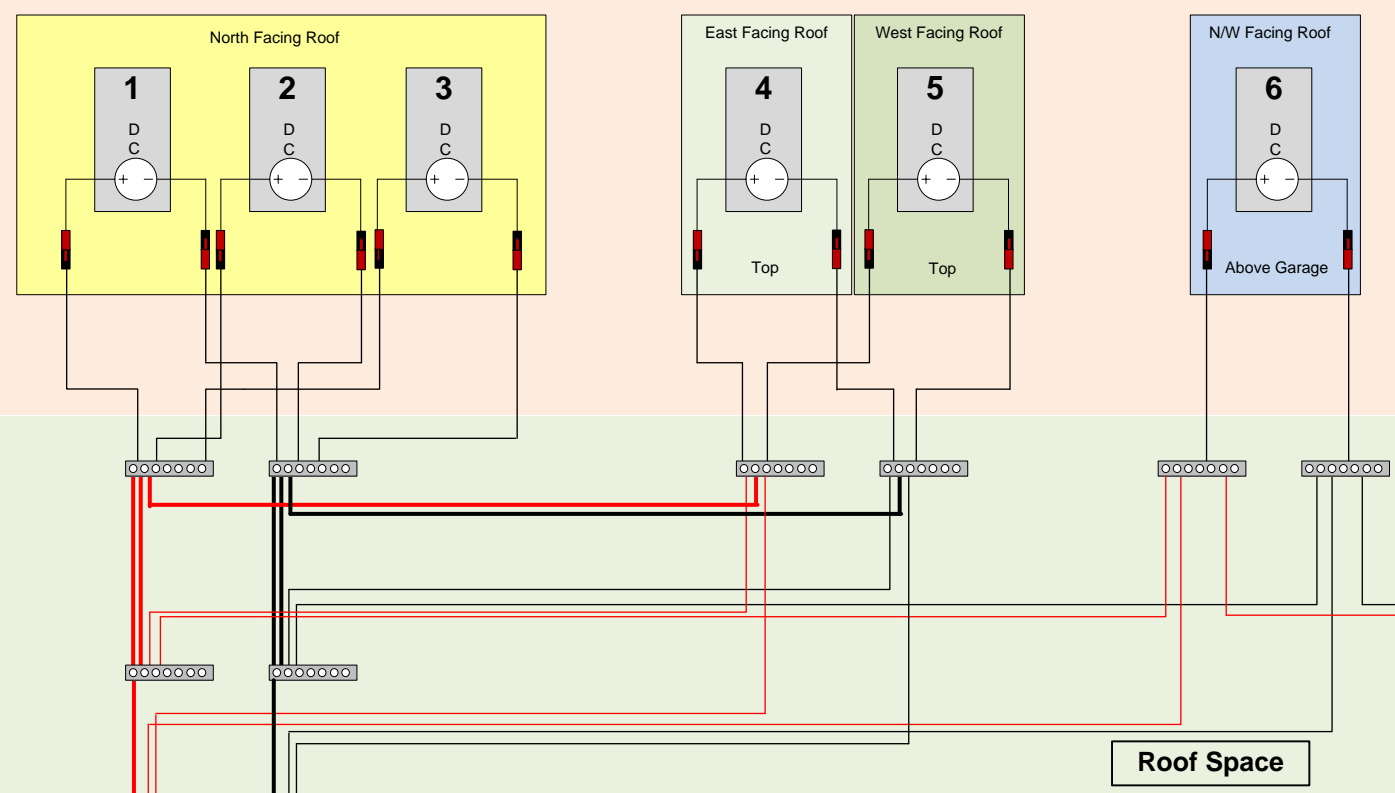 North Facing Roof
East Facing Roof
West Facing Roof
N/W Facing Roof
1
2
3
4
5
6
D
C
D
C
D
C
D
C
D
C
D
C
+ −
+ −
+ −
+ −
+ −
+ −
Top
Top
Above Garage
Roof Space